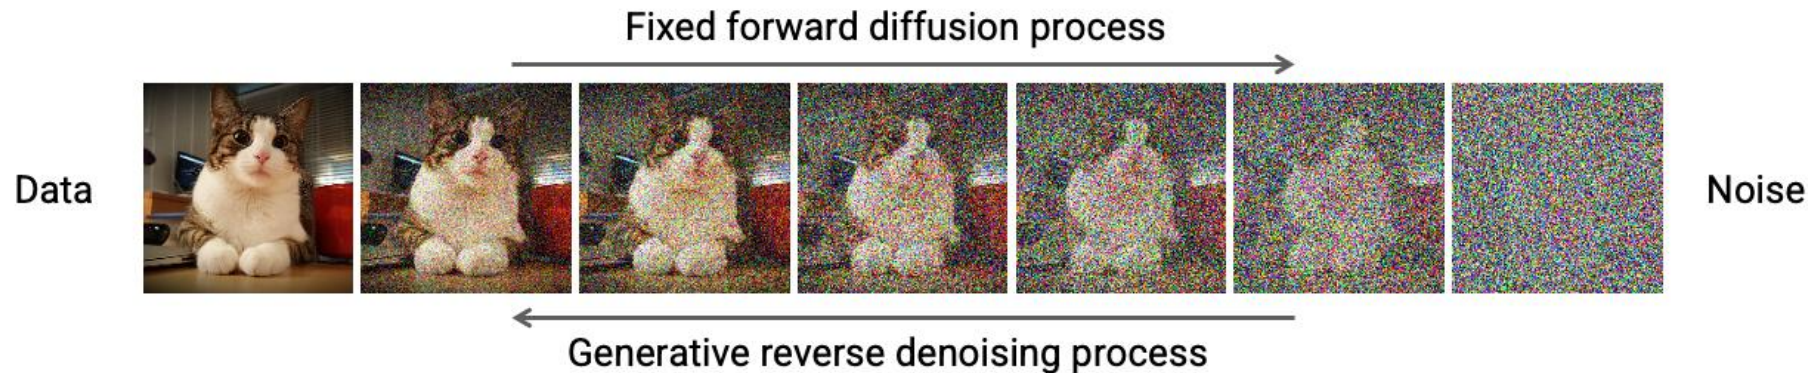 Fixed forward diffusion process
Data
Noise
Generative reverse denoising process